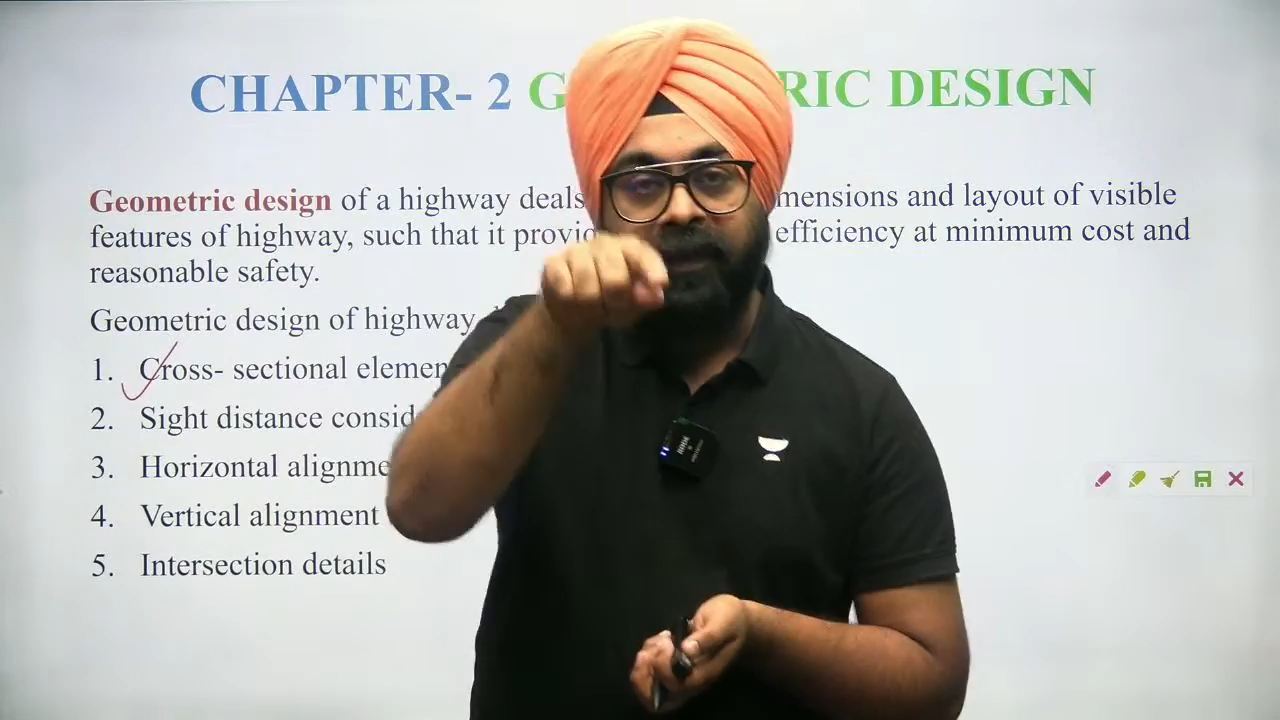 CHAPTER- 2 G RIC DESIGN
Geometric design of a highway deals mensions and layout of visible
features of highway, such that it provid efficiency at minimum cost and
reasonable safety.
Geometric design of highway
1. Cross- sectional elemen
2. Sight distance consid
3. Horizontal alignme
4. Vertical alignment
5. Intersection details